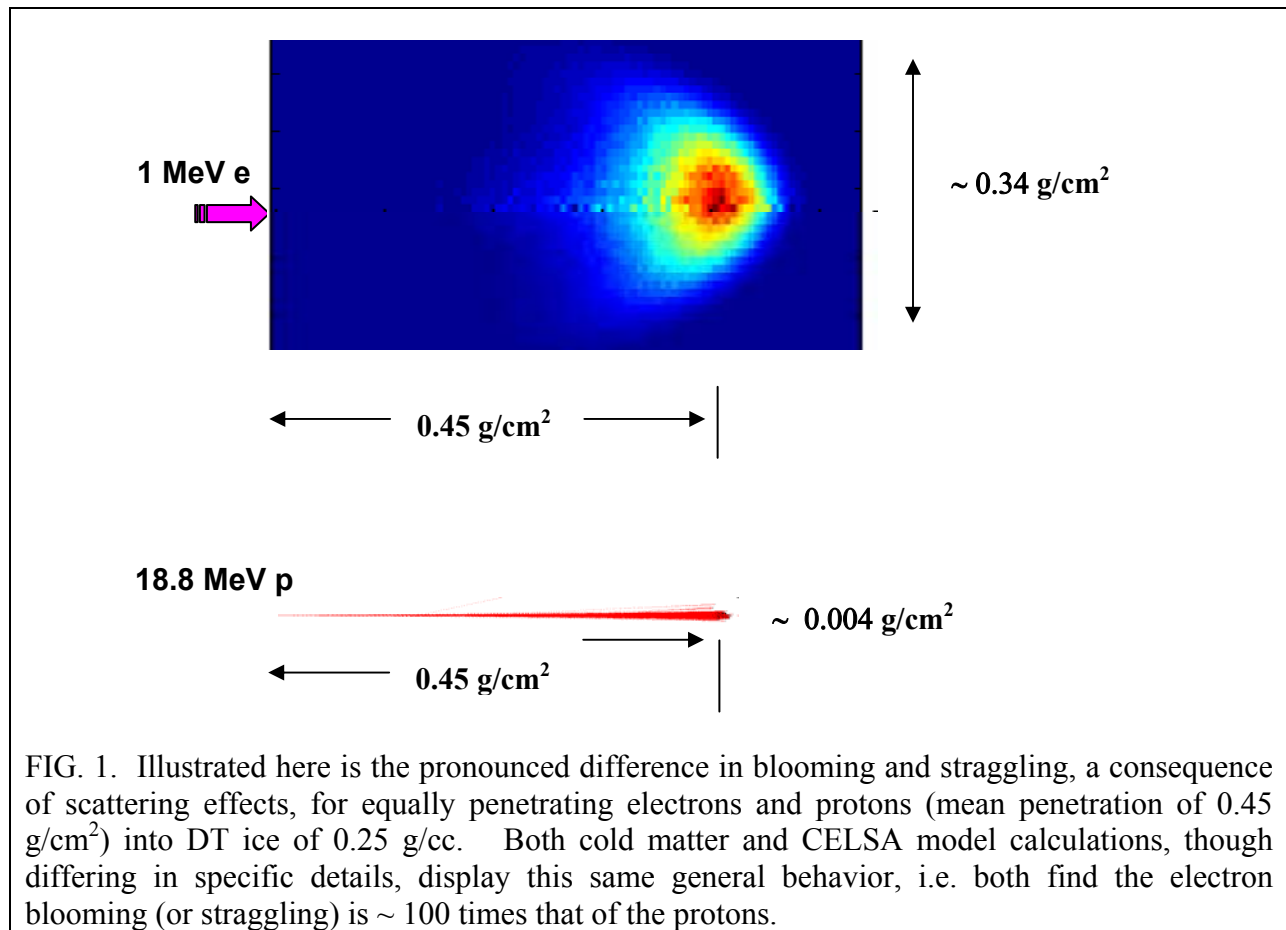 1 MeV e
~ 0.34 g/cm²
0.45 g/cm²
18.8 MeV p
~ 0.004 g/cm²
0.45 g/cm²
FIG. 1. Illustrated here is the pronounced difference in blooming and straggling, a consequence
of scattering effects, for equally penetrating electrons and protons (mean penetration of 0.45
g/cm²) into DT ice of 0.25 g/cc. Both cold matter and CELSA model calculations, though
differing in specific details, display this same general behavior, i.e. both find the electron
blooming (or straggling) is ~ 100 times that of the protons.